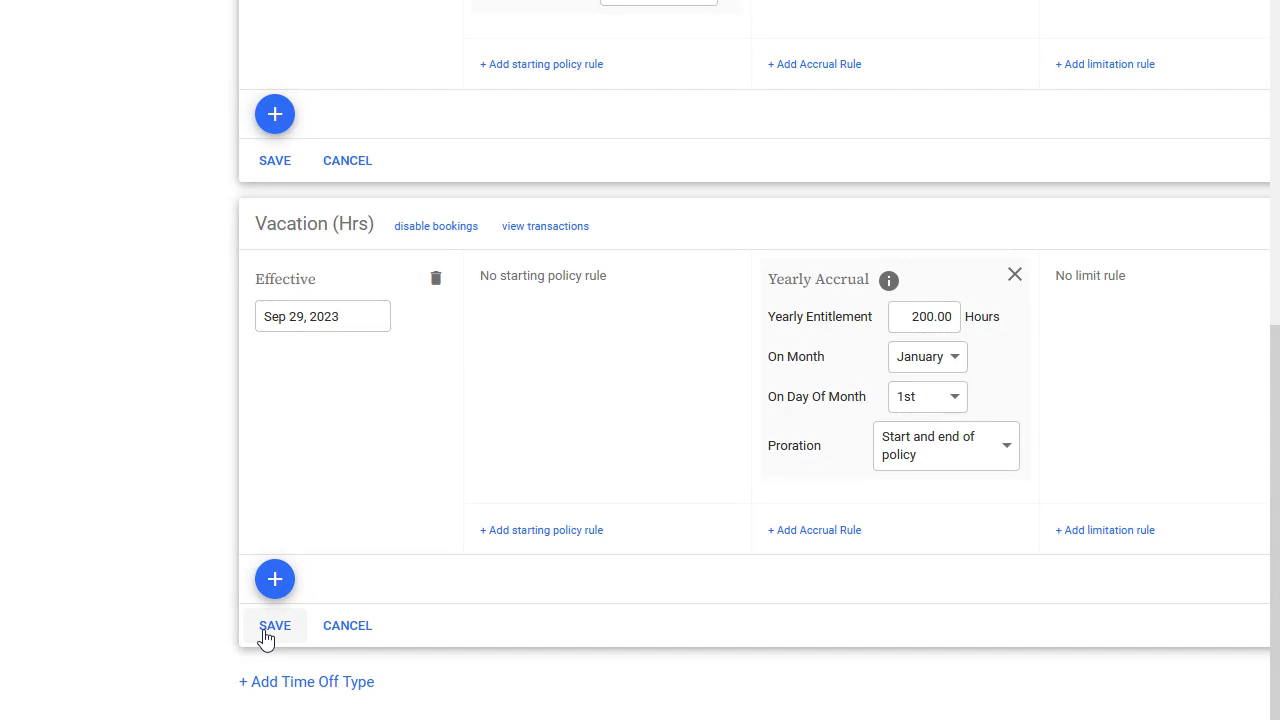 + Add starting policy rule
+ Add Accrual Rule
+ Add limitation rule
+
SAVE
CANCEL
Vacation (Hrs)
disable bookings
view transactions
Effective
Sep 29, 2023
No starting policy rule
Yearly Accrual
Yearly Entitlement
200.00
Hours
On Month
January
On Day Of Month
1st
Proration
Start and end of
policy
No limit rule
+ Add starting policy rule
+ Add Accrual Rule
+ Add limitation rule
+
SAVE
CANCEL
+ Add Time Off Type